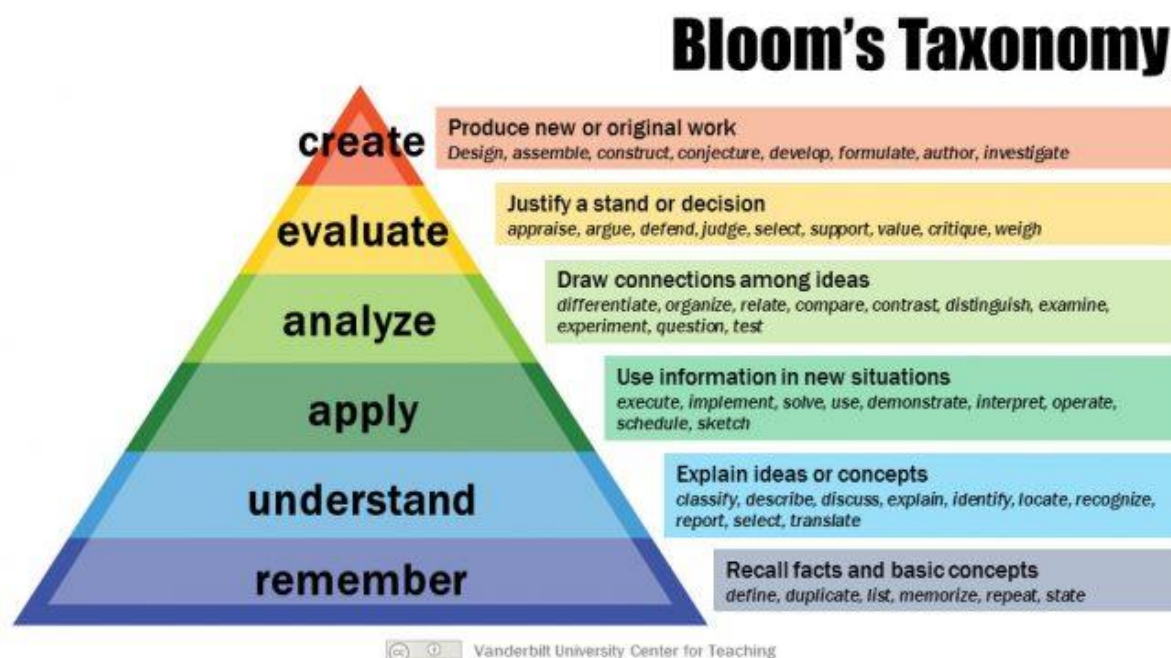 Bloom's Taxonomy
create
Produce new or original work
Design, assemble, construct, conjecture, develop, formulate, author, investigate
evaluate
Justify a stand or decision
appraise, argue, defend, judge, select, support, value, critique, weigh
analyze
Draw connections among ideas
differentiate, organize, relate, compare, contrast, distinguish, examine,
experiment, question, test
apply
Use information in new situations
execute, implement, solve, use, demonstrate, interpret, operate,
schedule, sketch
understand
Explain ideas or concepts
classify, describe, discuss, explain, identify, locate, recognize,
report, select, translate
remember
Recall facts and basic concepts
define, duplicate, list, memorize, repeat, state
cc
Vanderbilt University Center for Teaching